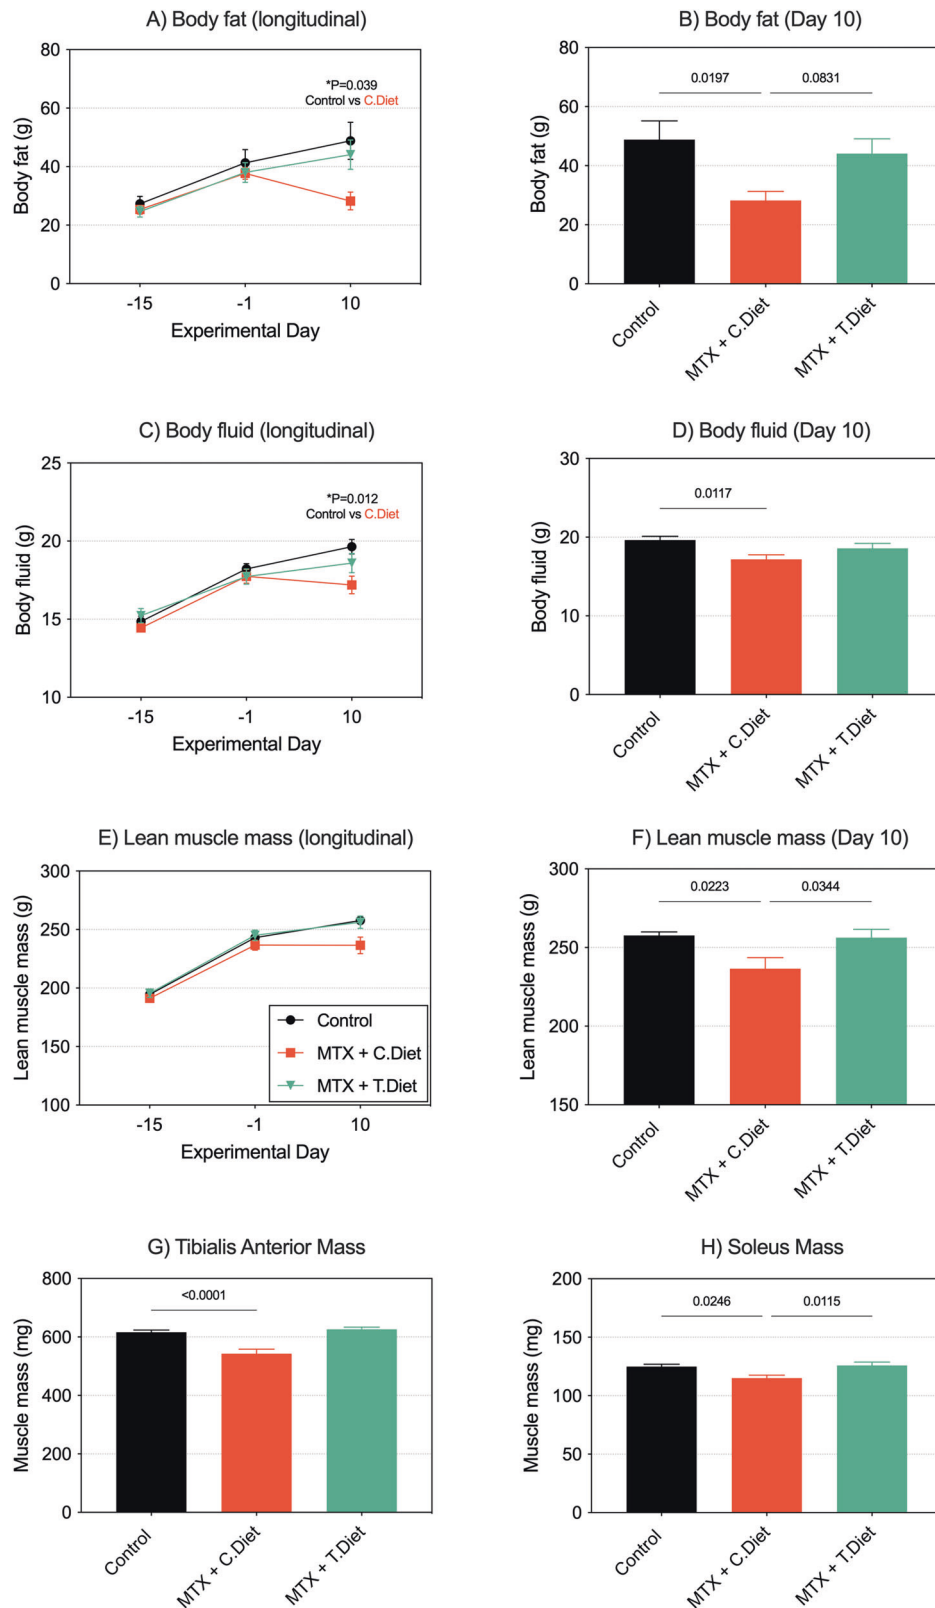 A) Body fat (longitudinal)
80
60
40
20
0
Body fat (g)
*P=0.039
Control vs C.Diet
-15
-1
10
Experimental Day
B) Body fat (Day 10)
80
60
40
20
0
Body fat (g)
0.0197
0.0831
Control
MTX + C.Diet
MTX + T.Diet
C) Body fluid (longitudinal)
25
20
15
10
Body fluid (g)
*P=0.012
Control vs C.Diet
-15
-1
10
Experimental Day
D) Body fluid (Day 10)
30
20
10
0
Body fluid (g)
0.0117
Control
MTX + C.Diet
MTX + T.Diet
E) Lean muscle mass (longitudinal)
300
250
200
150
100
Lean muscle mass (g)
Control
MTX + C.Diet
MTX + T.Diet
-15
-1
10
Experimental Day
F) Lean muscle mass (Day 10)
300
250
200
150
Lean muscle mass (g)
0.0223
0.0344
Control
MTX + C.Diet
MTX + T.Diet
G) Tibialis Anterior Mass
800
600
400
200
0
Muscle mass (mg)
<0.0001
Control
MTX + C.Diet
MTX + T.Diet
H) Soleus Mass
200
150
100
50
0
Muscle mass (mg)
0.0246
0.0115
Control
MTX + C.Diet
MTX + T.Diet